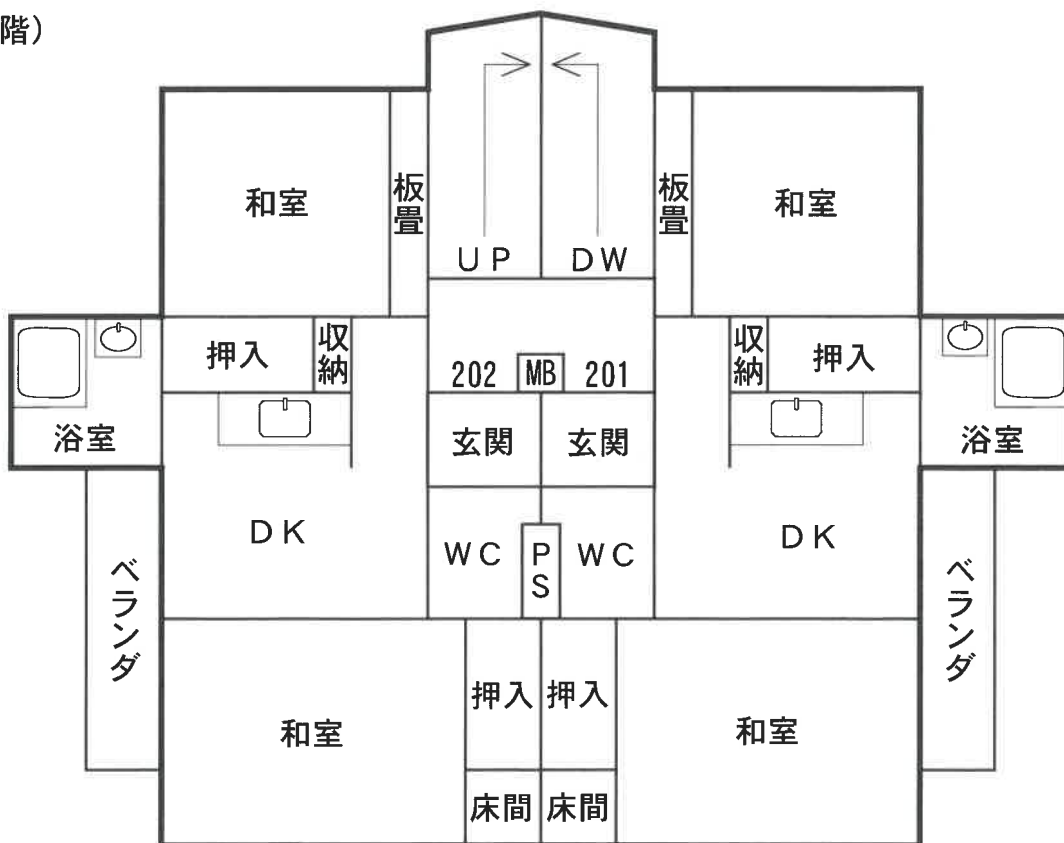 階）
和室
板畳
UP
DW
板畳
和室
押入
収納
202
MB
201
収納
押入
浴室
玄関
玄関
浴室
DK
WC
PS
WC
DK
ベランダ
ベランダ
和室
押入
押入
和室
床間
床間